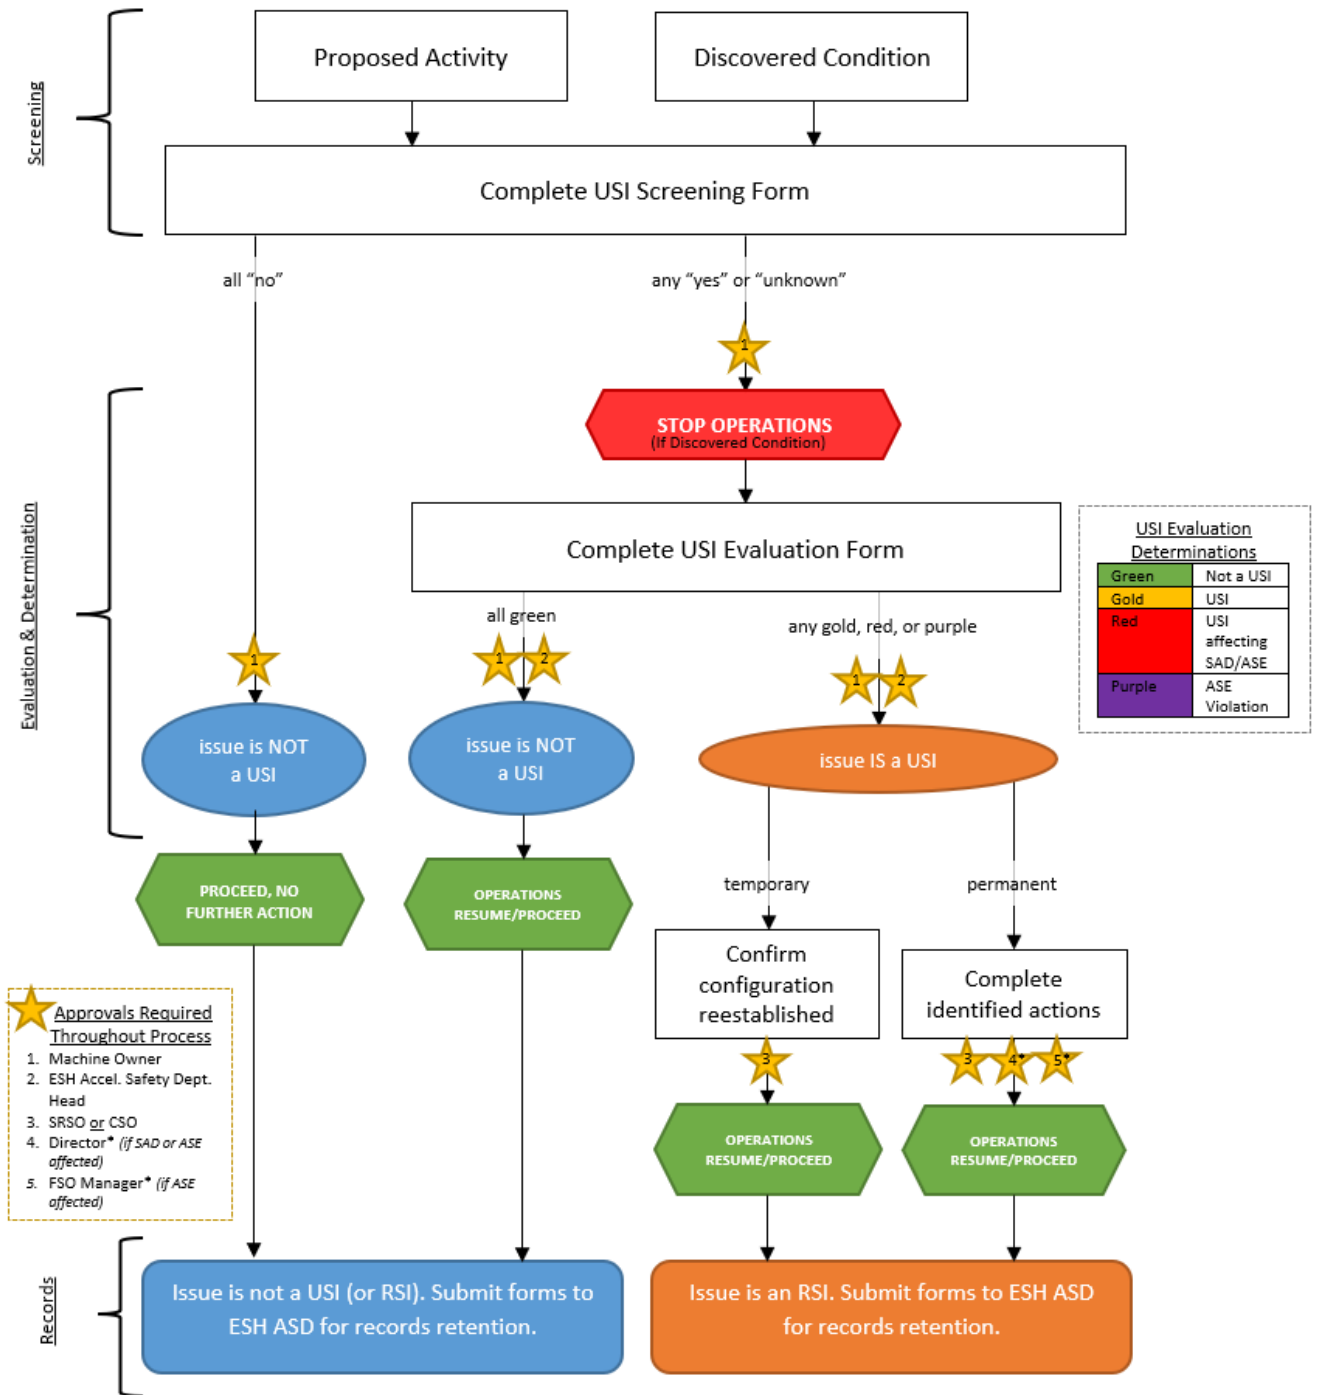 Proposed Activity
Discovered Condition
Screening
Complete USI Screening Form
all “no”
any “yes” or “unknown”
1
STOP OPERATIONS
(If Discovered Condition)
Evaluation & Determination
Complete USI Evaluation Form
USI Evaluation
Determinations
Green Not a USI
Gold USI
Red USI
affecting
SAD/ASE
Purple ASE
Violation
all green
any gold, red, or purple
1
1 2
1 2
issue is NOT
a USI
issue is NOT
a USI
issue IS a USI
temporary
permanent
PROCEED, NO
FURTHER ACTION
OPERATIONS
RESUME/PROCEED
Confirm
configuration
reestablished
Complete
identified actions
3
3 4* 5*
Approvals Required
Throughout Process
1. Machine Owner
2. ESH Accel. Safety Dept.
Head
3. SRSO or CSO
4. Director* (if SAD or ASE
affected)
5. FSO Manager* (if ASE
affected)
OPERATIONS
RESUME/PROCEED
OPERATIONS
RESUME/PROCEED
Records
Issue is not a USI (or RSI). Submit forms to
ESH ASD for records retention.
Issue is an RSI. Submit forms to ESH ASD
for records retention.